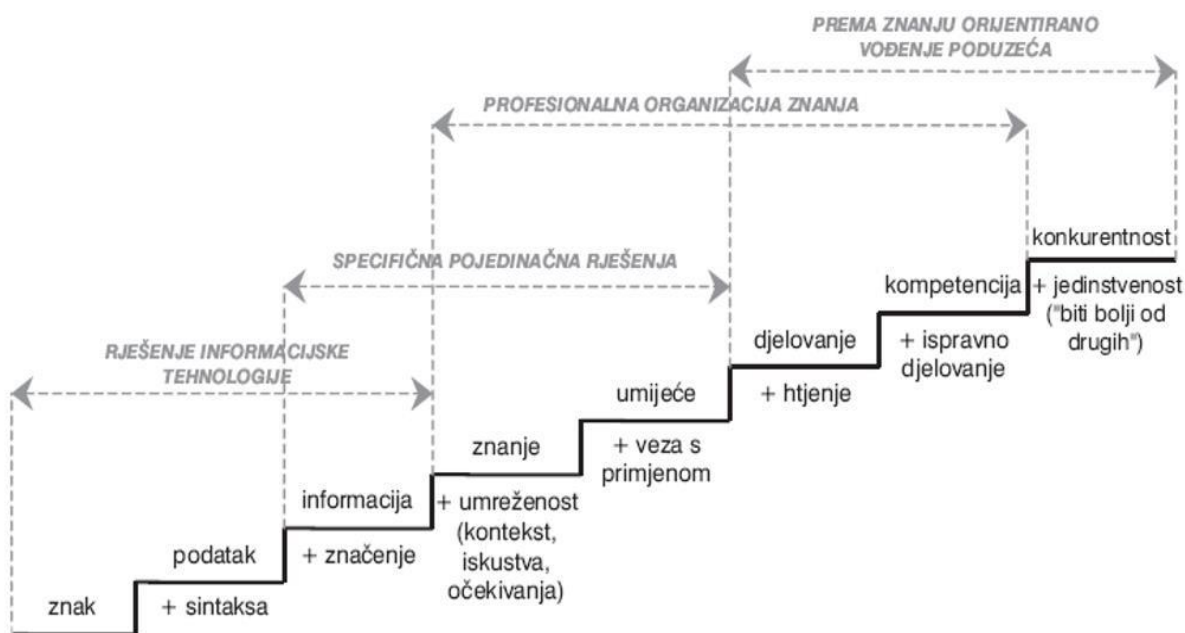 PREMA ZNANJU ORIJENTIRANO
VOĐENJE PODUZEĆA
PROFESIONALNA ORGANIZACIJA ZNANJA
SPECIFIČNA POJEDINAČNA RJEŠENJA
RJEŠENJE INFORMACIJSKE
TEHNOLOGIJE
znak
podatak
+ sintaksa
informacija
+ značenje
znanje
+ umreženost
(kontekst,
iskustva,
očekivanja)
umijeće
+ veza s
primjenom
djelovanje
+ htjenje
kompetencija
+ ispravno
djelovanje
konkurentnost
+ jedinstvenost
("biti bolji od
drugih")